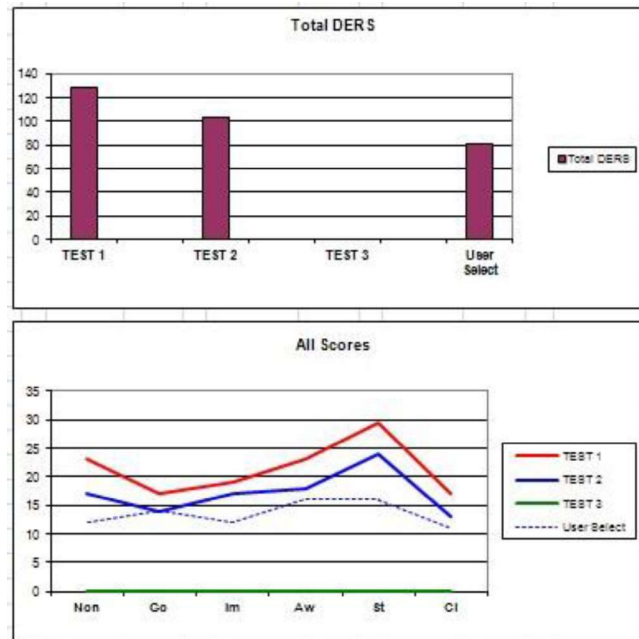 Total DERS
140
120
100
80
60
40
20
0
TEST 1 TEST 2 TEST 3 User
Select
Total DERS
All Scores
35
30
25
20
15
10
5
0
Non Go Im Aw St Cl
TEST 1
TEST 2
TEST 3
User Select